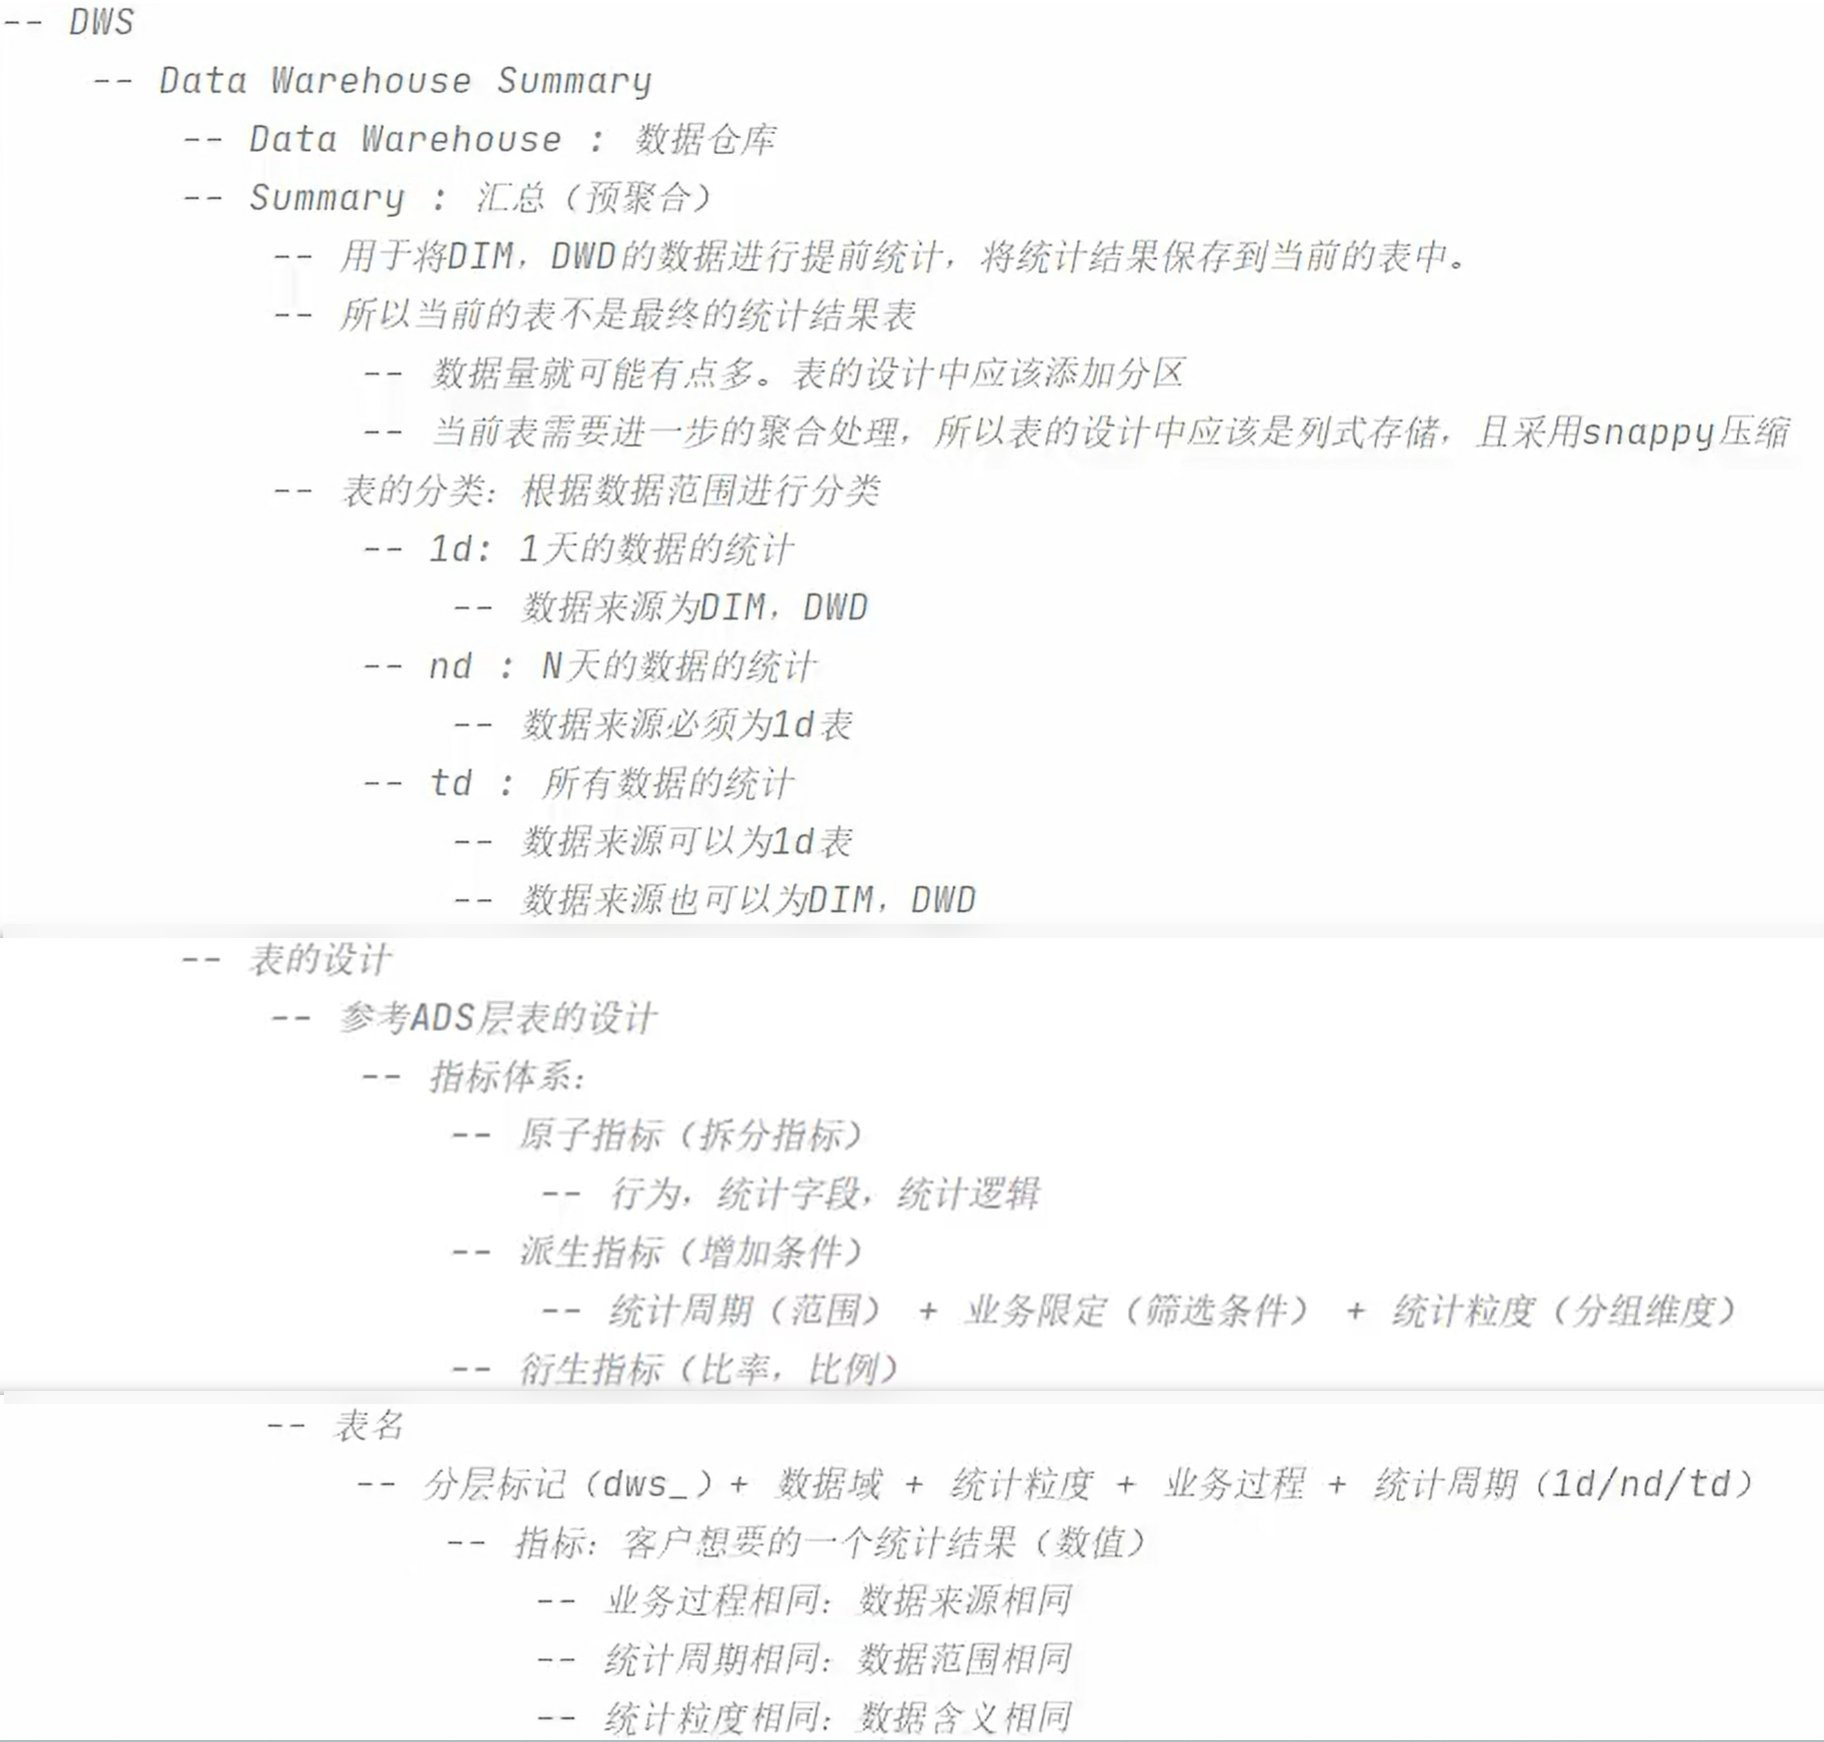 -- DWS
-- Data Warehouse Summary
-- Data Warehouse : 数据仓库
-- Summary : 汇总（预聚合）
-- 用于将DIM，DWD的数据进行提前统计，将统计结果保存到当前的表中。
-- 所以当前的表不是最终的统计结果表
-- 数据量就可能有点多。表的设计中应该添加分区
-- 当前表需要进一步的聚合处理，所以表的设计中应该是列式存储，且采用snappy压缩
-- 表的分类：根据数据范围进行分类
-- 1d: 1天的数据的统计
-- 数据来源为DIM，DWD
-- nd : N天的数据的统计
-- 数据来源必须为1d表
-- td : 所有数据的统计
-- 数据来源可以为1d表
-- 数据来源也可以为DIM，DWD
-- 表的设计
-- 参考ADS层表的设计
-- 指标体系：
-- 原子指标（拆分指标）
-- 行为，统计字段，统计逻辑
-- 派生指标（增加条件）
-- 统计周期（范围） + 业务限定（筛选条件） + 统计粒度（分组维度）
-- 衍生指标（比率，比例）
-- 表名
-- 分层标记（dws_）+ 数据域 + 统计粒度 + 业务过程 + 统计周期（1d/nd/td）
-- 指标：客户想要的一个统计结果（数值）
-- 业务过程相同：数据来源相同
-- 统计周期相同：数据范围相同
-- 统计粒度相同：数据含义相同